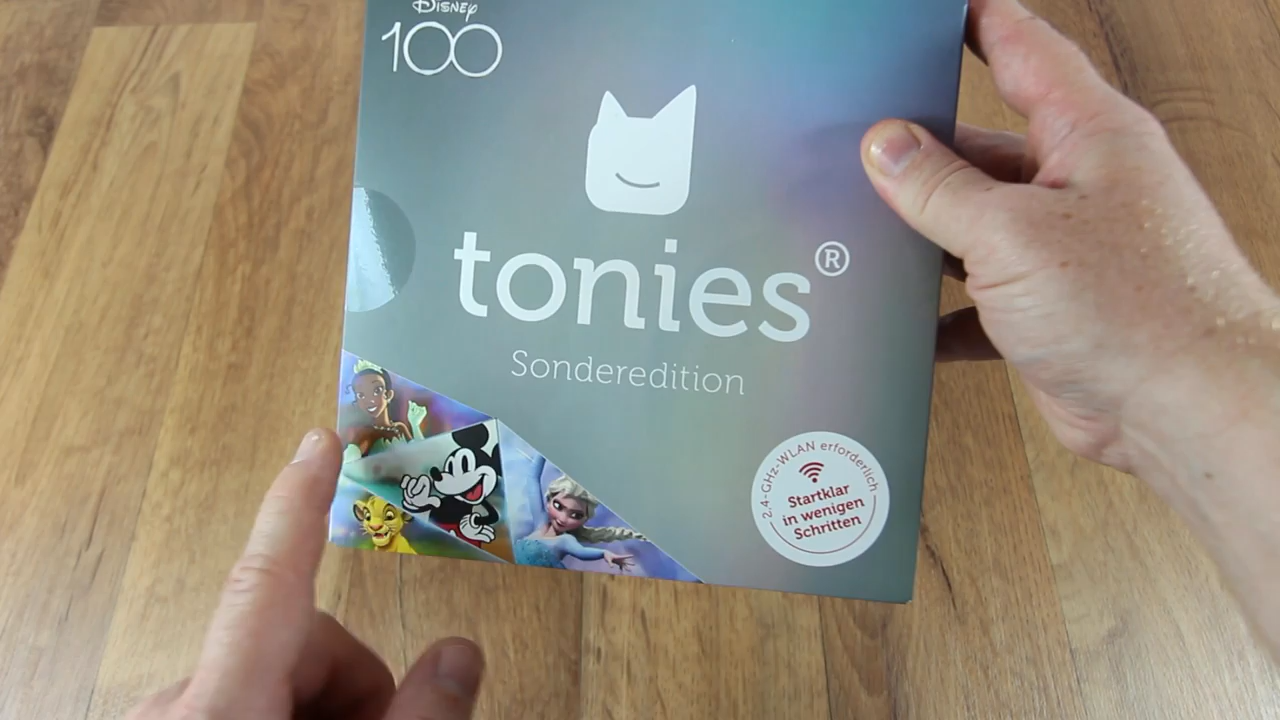 Disney
100
tonies®
Sonderedition
2,4-GHz-WLAN erforderlich
Startklar
in wenigen
Schritten